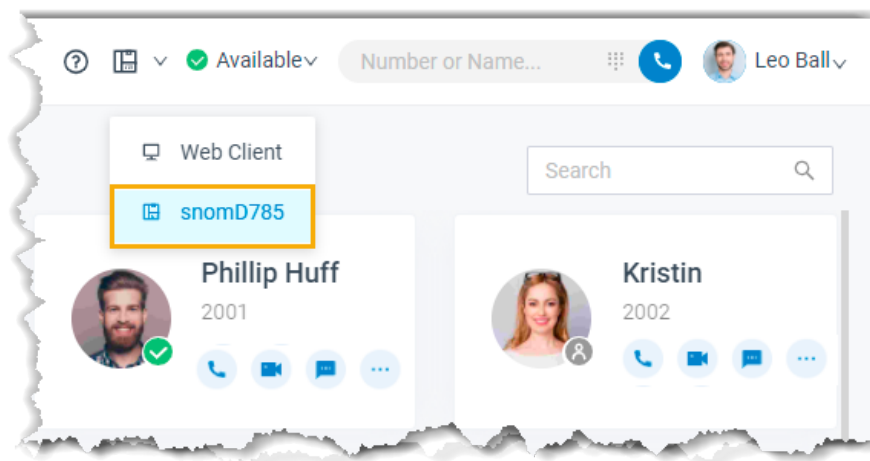 Available
Number or Name...
Leo Ball
Web Client
Search
snomD785
Phillip Huff
2001
Kristin
2002